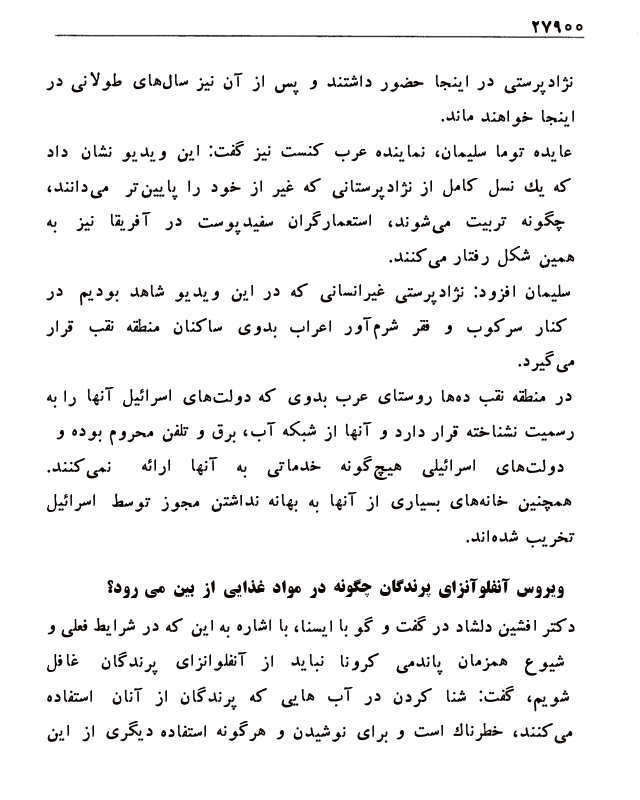 ۲۷۹۰۰
نژادپرستی در اینجا حضور داشتند و پس از آن نیز سال‌های طولانی در
اینجا خواهند ماند.
عایده توما سلیمان، نماینده عرب کنست نیز گفت: این ویدیو نشان داد
که یك نسل کامل از نژادپرستانی که غیر از خود را پایین‌تر می‌دانند،
چگونه تربیت می‌شوند، استعمارگران سفیدپوست در آفریقا نیز به
همین شکل رفتار می‌کنند.
سلیمان افزود: نژادپرستی غیرانسانی که در این ویدیو شاهد بودیم در
کنار سرکوب و فقر شرم‌آور اعراب بدوی ساکنان منطقه نقب قرار
می‌گیرد.
در منطقه نقب ده‌ها روستای عرب بدوی که دولت‌های اسرائیل آنها را به
رسمیت نشناخته قرار دارد و آنها از شبکه آب، برق و تلفن محروم بوده و
دولت‌های اسرائیلی هیچ‌گونه خدماتی به آنها ارائه نمی‌کنند.
همچنین خانه‌های بسیاری از آنها به بهانه نداشتن مجوز توسط اسرائیل
تخریب شده‌اند.
ویروس آنفلوآنزای پرندگان چگونه در مواد غذایی از بین می رود؟
دکتر افشین دلشاد در گفت و گو با ایسنا، با اشاره به این که در شرایط فعلی و
شیوع همزمان پاندمی کرونا نباید از آنفلوانزای پرندگان غافل
شویم، گفت: شنا کردن در آب هایی که پرندگان از آنان استفاده
می‌کنند، خطرناك است و برای نوشیدن و هرگونه استفاده دیگری از این